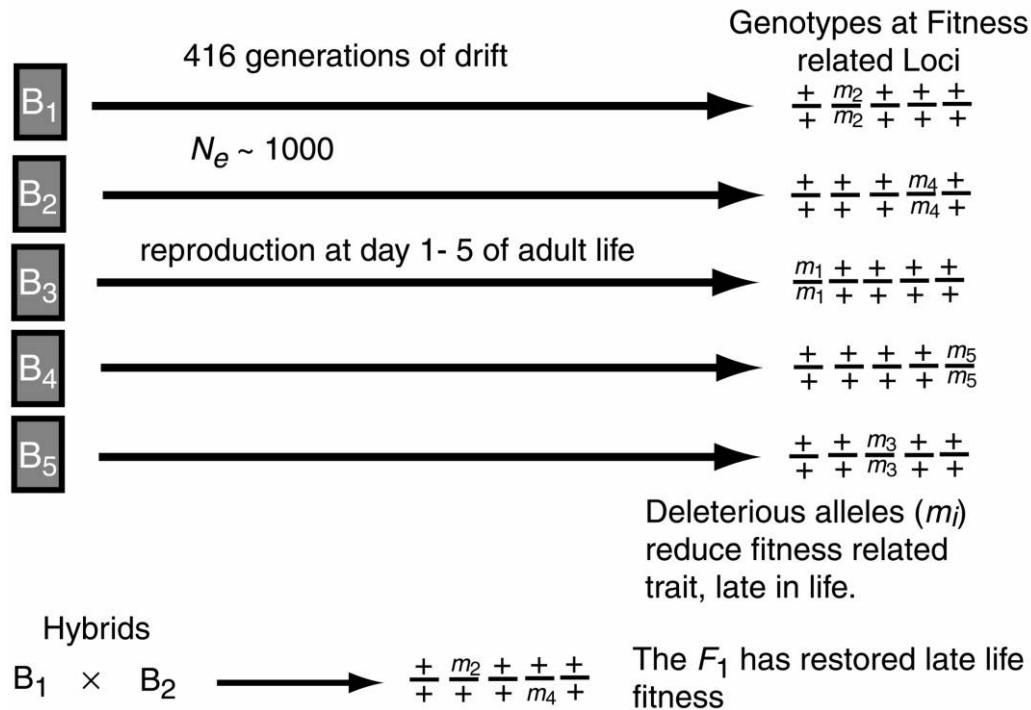 416 generations of drift
Genotypes at Fitness
related Loci
B1
+ m2 + + +
+ m2 + + +
Ne ~ 1000
B2
+ + + m4 +
+ + + m4 +
reproduction at day 1- 5 of adult life
B3
m1 + + + +
m1 + + + +
B4
+ + + + m5
+ + + + m5
B5
+ + m3 + +
+ + m3 + +
Deleterious alleles (mi)
reduce fitness related
trait, late in life.
Hybrids
B1 × B2
+ m2 + + +
+ + + m4 +
The F1 has restored late life
fitness